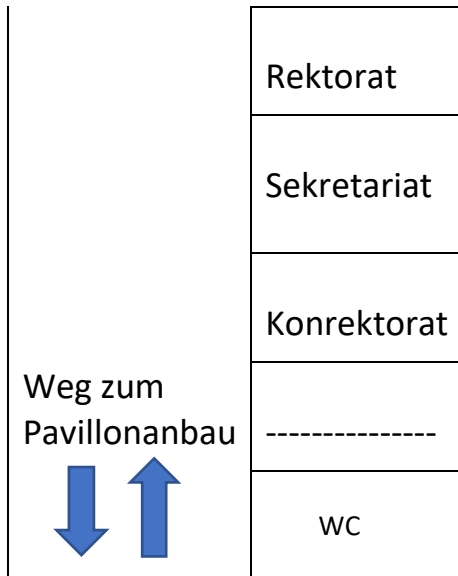 Rektorat
Sekretariat
Konrektorat
Weg zum
Pavillonanbau
---------------
WC